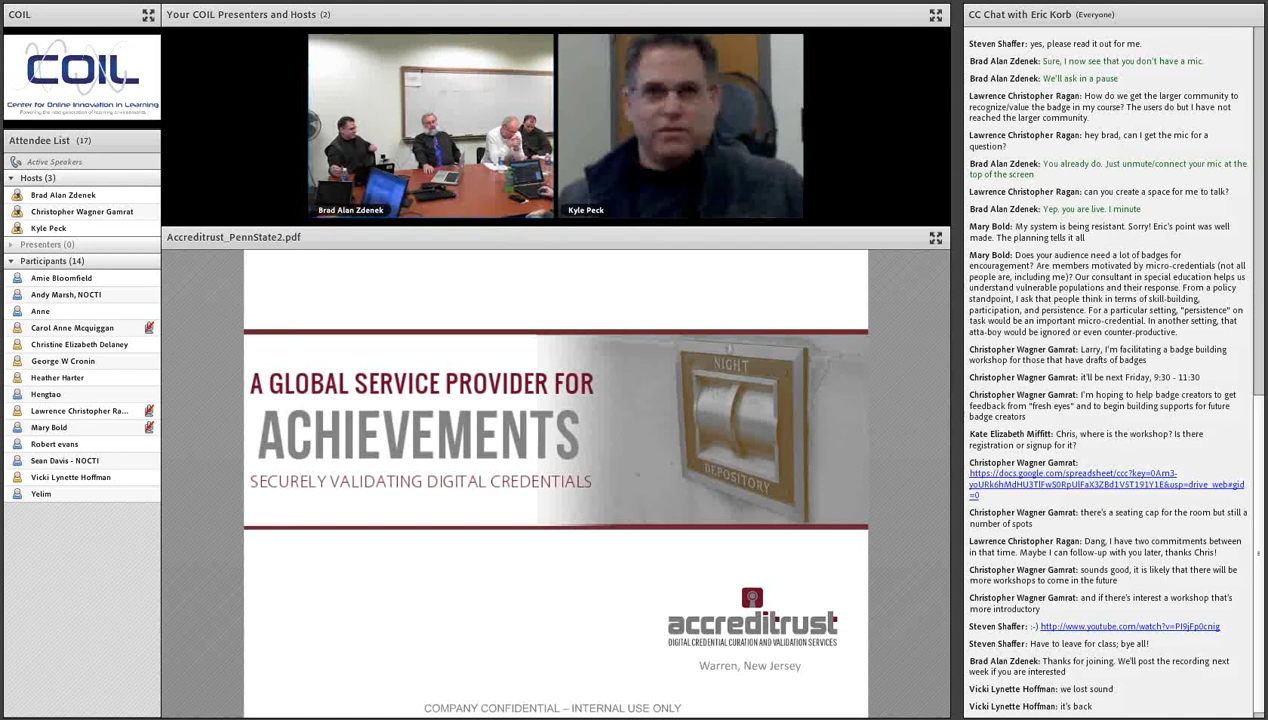 COIL
COIL
Center for Online Innovation in Learning
Attendee List (17)
Active Speakers
Hosts (3)
Brad Alan Zdenek
Christopher Wagner Gamrat
Kyle Peck
Presenters (0)
Participants (14)
Amie Bloomfield
Andy Marsh, NOCTI
Anne
Carol Anne Mcquiggan
Christine Elizabeth Delaney
George W Cronin
Heather Harter
Hengtao
Lawrence Christopher Ra...
Mary Bold
Robert evans
Sean Davis - NOCTI
Vicki Lynette Hoffman
Yelim
Your COIL Presenters and Hosts (2)
Brad Alan Zdenek
Kyle Peck
Accreditrust_PennState2.pdf
A GLOBAL SERVICE PROVIDER FOR
ACHIEVEMENTS
SECURELY VALIDATING DIGITAL CREDENTIALS
NIGHT
DEPOSITORY
accreditrust
DIGITAL CREDENTIAL CURATION AND VALIDATION SERVICES
Warren, New Jersey
COMPANY CONFIDENTIAL – INTERNAL USE ONLY
CC Chat with Eric Korb (Everyone)
Steven Shaffer: yes, please read it out for me.
Brad Alan Zdenek: Sure, I now see that you don't have a mic.
Brad Alan Zdenek: We'll ask in a pause
Lawrence Christopher Ragan: How do we get the larger community to
recognize/value the badge in my course? The users do but I have not
reached the larger community.
Lawrence Christopher Ragan: hey brad, can I get the mic for a
question?
Brad Alan Zdenek: You already do. Just unmute/connect your mic at the
top of the screen
Lawrence Christopher Ragan: can you create a space for me to talk?
Brad Alan Zdenek: Yep. you are live. 1 minute
Mary Bold: My system is being resistant. Sorry! Eric's point was well
made. The planning tells it all
Mary Bold: Does your audience need a lot of badges for
encouragement? Are members motivated by micro-credentials (not all
people are, including me)? Our consultant in special education helps us
understand vulnerable populations and their response. From a policy
standpoint, I ask that people think in terms of skill-building,
participation, and persistence. For a particular setting, "persistence" on
task would be an important micro-credential. In another setting, that
atta-boy would be ignored or even counter-productive.
Christopher Wagner Gamrat: Larry, I'm facilitating a badge building
workshop for those that have drafts of badges
Christopher Wagner Gamrat: it'll be next Friday, 9:30 - 11:30
Christopher Wagner Gamrat: I'm hoping to help badge creators to get
feedback from "fresh eyes" and to begin building supports for future
badge creators
Kate Elizabeth Miffitt: Chris, where is the workshop? Is there
registration or signup for it?
Christopher Wagner Gamrat:
https://docs.google.com/spreadsheet/ccc?key=0Am3-
yoURk6hMdHU3TlFwS0RpUlFaX3ZBd1V5T191Y1E&usp=drive_web#gid
=0
Christopher Wagner Gamrat: there's a seating cap for the room but still a
number of spots
Lawrence Christopher Ragan: Dang, I have two commitments between
in that time. Maybe I can follow-up with you later, thanks Chris!
Christopher Wagner Gamrat: sounds good, it is likely that there will be
more workshops to come in the future
Christopher Wagner Gamrat: and if there's interest a workshop that's
more introductory
Steven Shaffer: :-) http://www.youtube.com/watch?v=PI9jFp0cnig
Steven Shaffer: Have to leave for class; bye all!
Brad Alan Zdenek: Thanks for joining. We'll post the recording next
week if you are interested
Vicki Lynette Hoffman: we lost sound
Vicki Lynette Hoffman: it's back